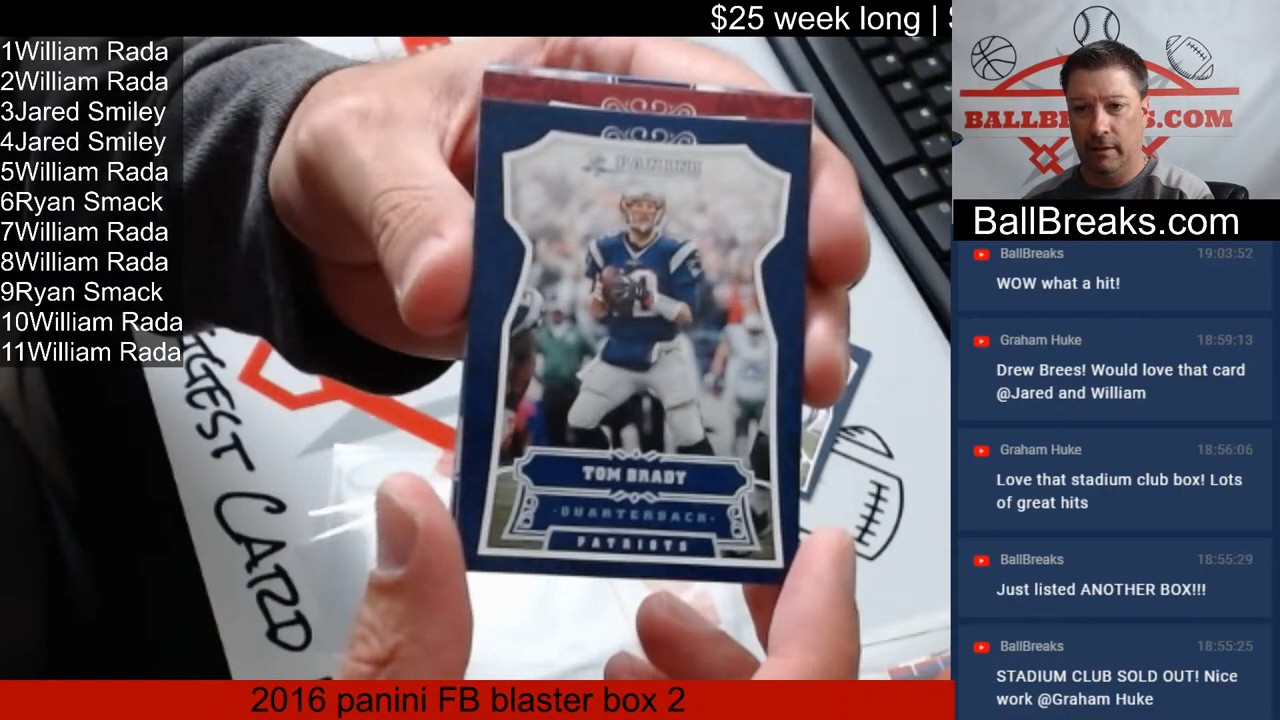 $25 week long |
1William Rada
2William Rada
3Jared Smiley
4Jared Smiley
5William Rada
6Ryan Smack
7William Rada
8William Rada
9Ryan Smack
10William Rada
11William Rada
PANINI
TOM BRADY
QUARTERBACK
PATRIOTS
CARD
2016 panini FB blaster box 2
BallBreaks.com
BallBreaks 19:03:52
WOW what a hit!
Graham Huke 18:59:13
Drew Brees! Would love that card
@Jared and William
Graham Huke 18:56:06
Love that stadium club box! Lots
of great hits
BallBreaks 18:55:29
Just listed ANOTHER BOX!!!
BallBreaks 18:55:25
STADIUM CLUB SOLD OUT! Nice
work @Graham Huke